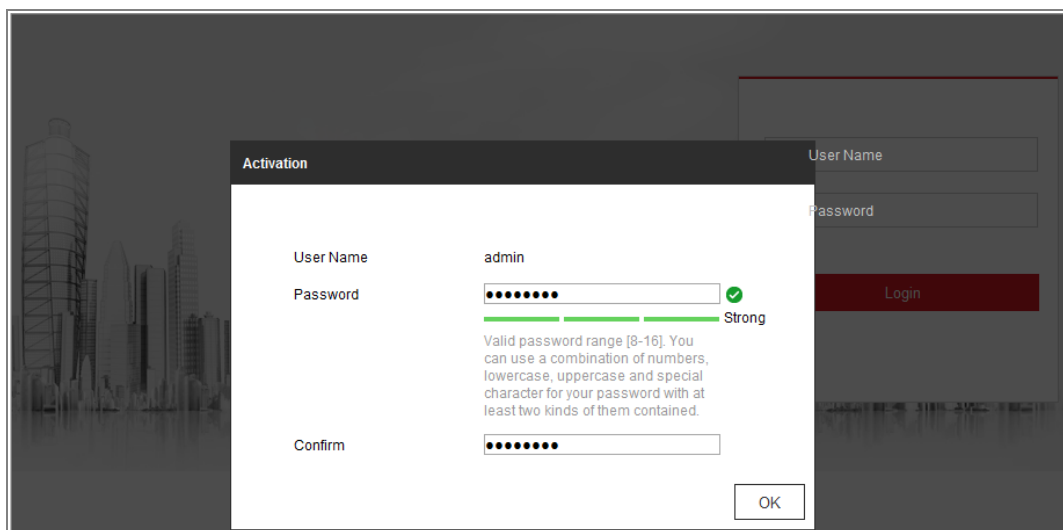 Activation
User Name
Password
Login
User Name admin
Password ●●●●●●●●
Strong
Valid password range [8-16]. You
can use a combination of numbers,
lowercase, uppercase and special
character for your password with at
least two kinds of them contained.
Confirm ●●●●●●●●
OK